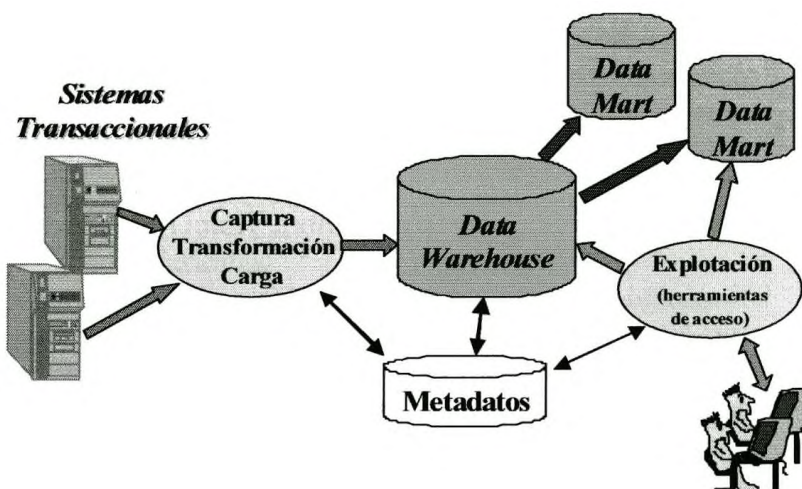 Sistemas
Transaccionales
Captura
Transformación
Carga
Data
Warehouse
Data
Mart
Data
Mart
Explotación
(herramientas
de acceso)
Metadatos